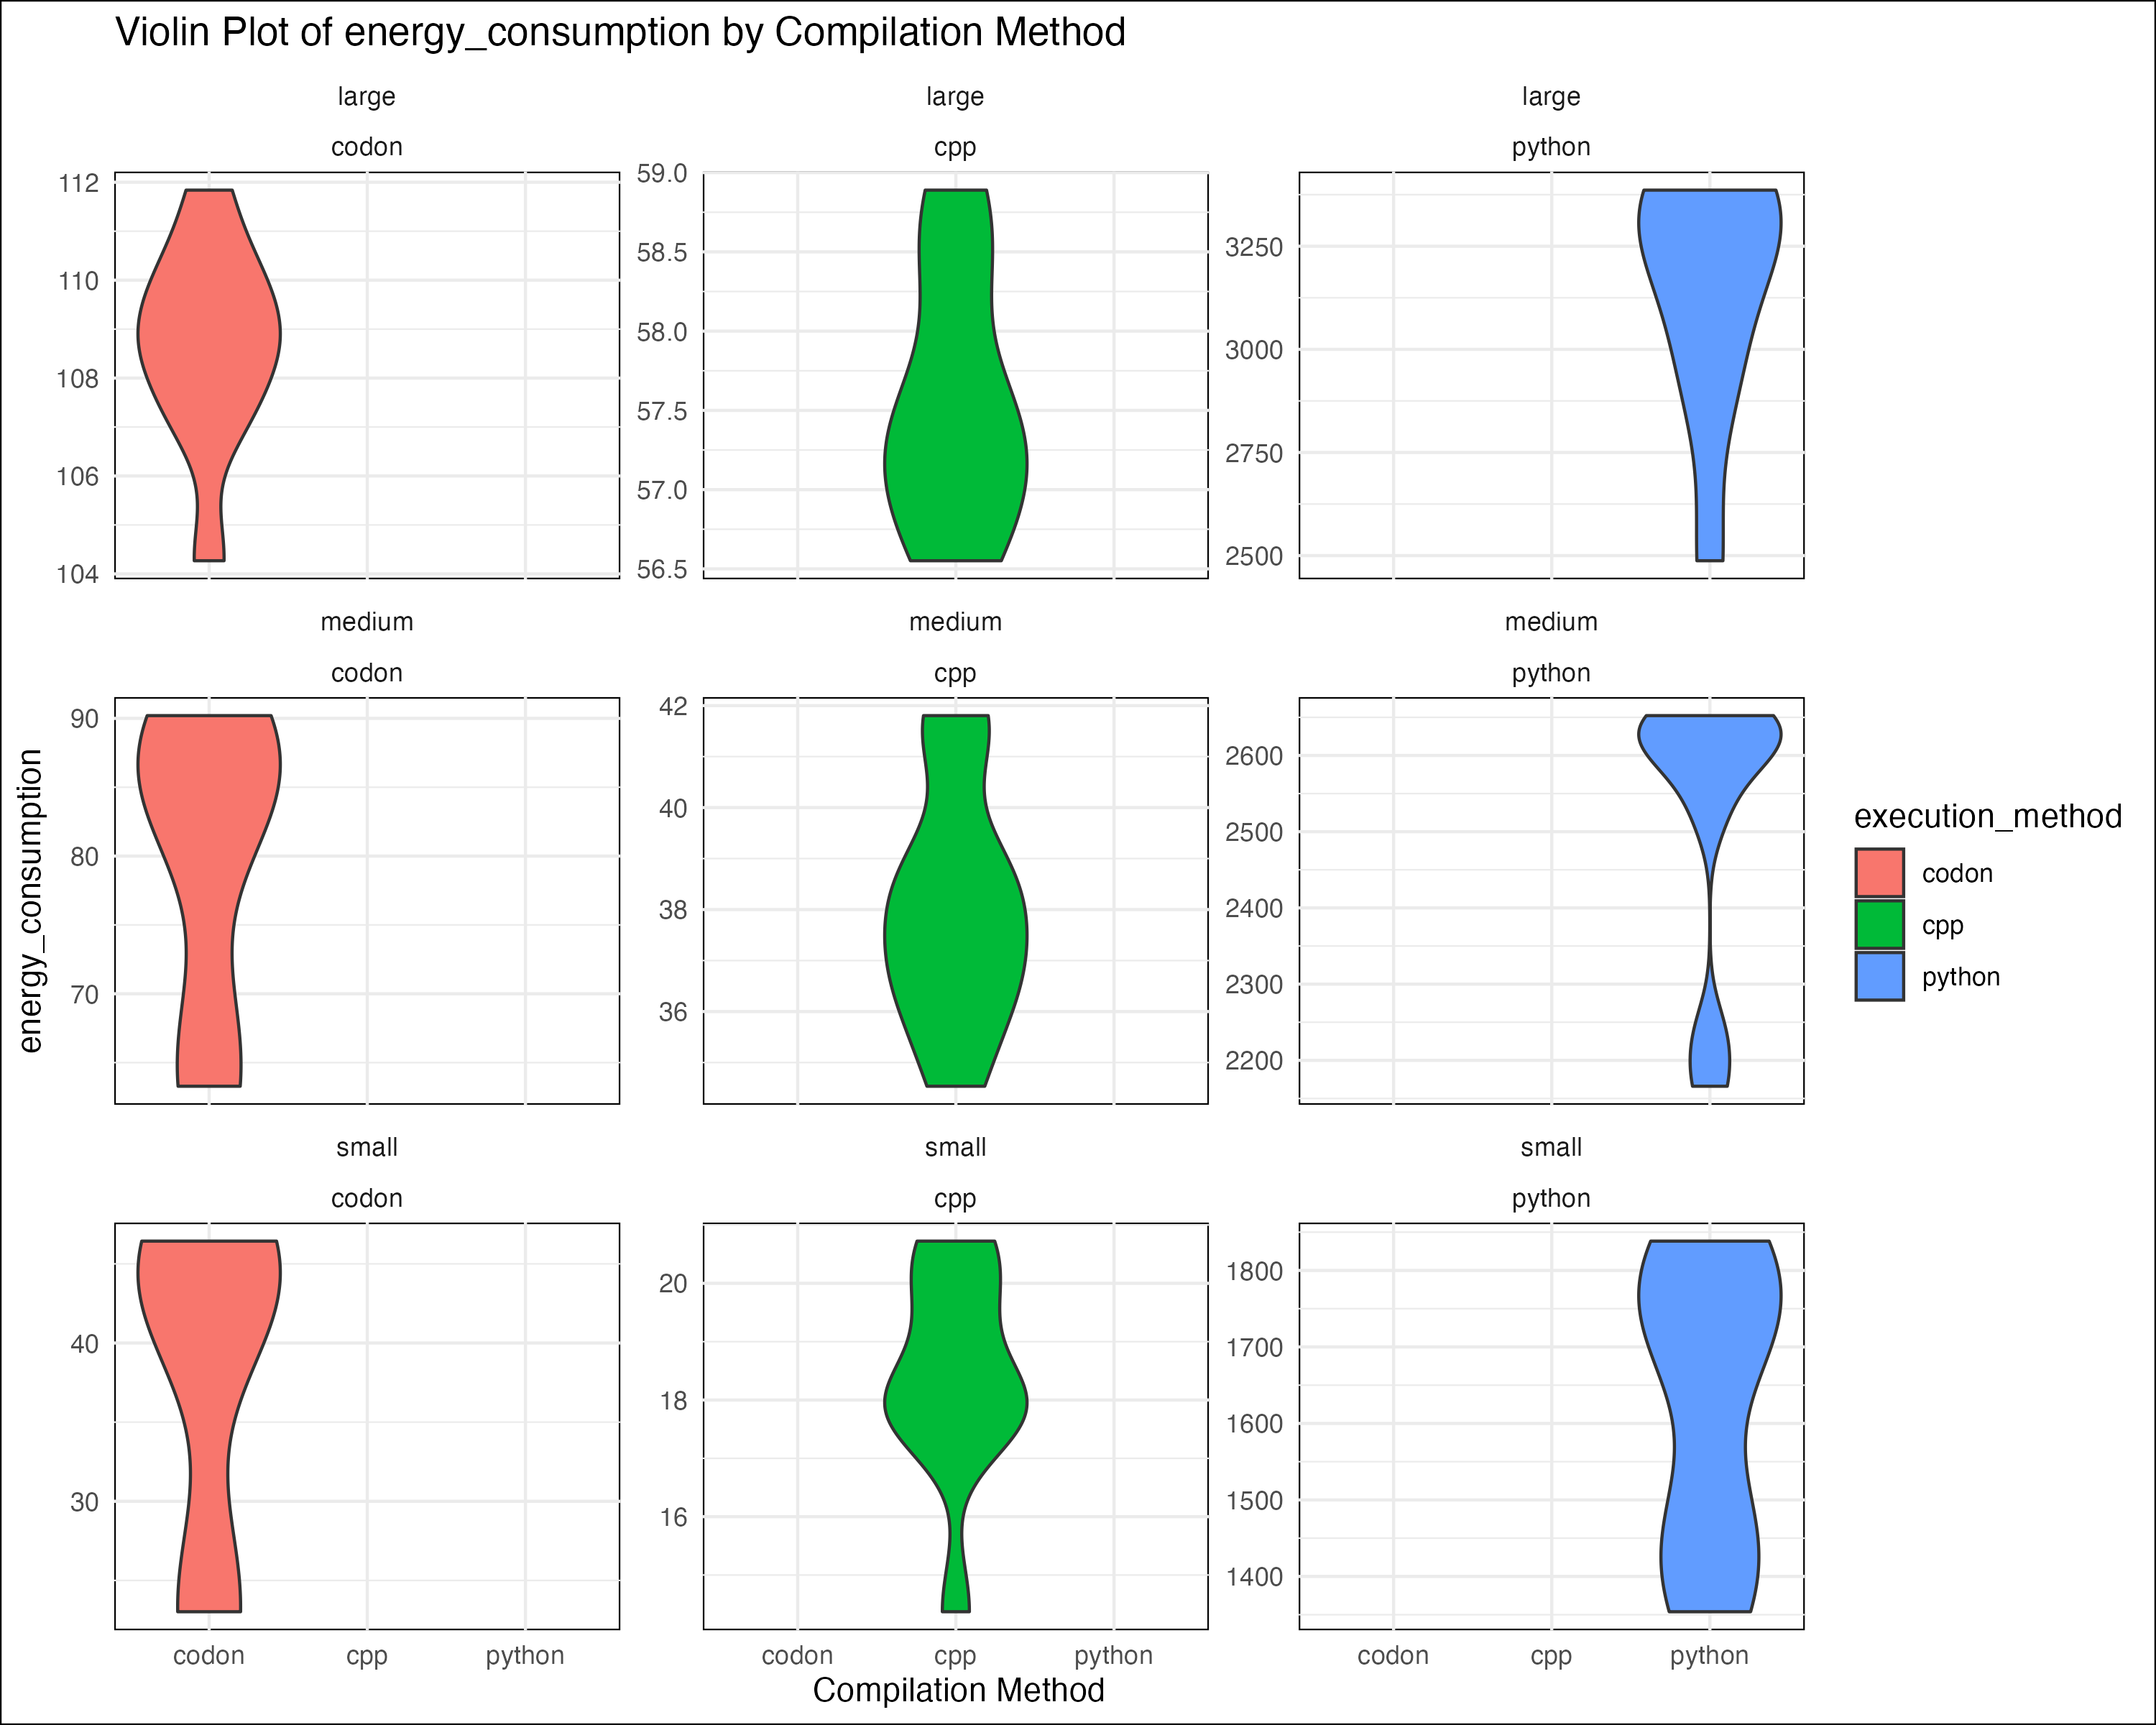 Violin Plot of energy_consumption by Compilation Method
large
codon
112
110
108
106
104
large
cpp
59.0
58.5
58.0
57.5
57.0
56.5
large
python
3250
3000
2750
2500
medium
codon
90
80
70
medium
cpp
42
40
38
36
medium
python
2600
2500
2400
2300
2200
small
codon
40
30
codon cpp python
small
cpp
20
18
16
codon cpp python
small
python
1800
1700
1600
1500
1400
codon cpp python
energy_consumption
Compilation Method
execution_method
codon
cpp
python